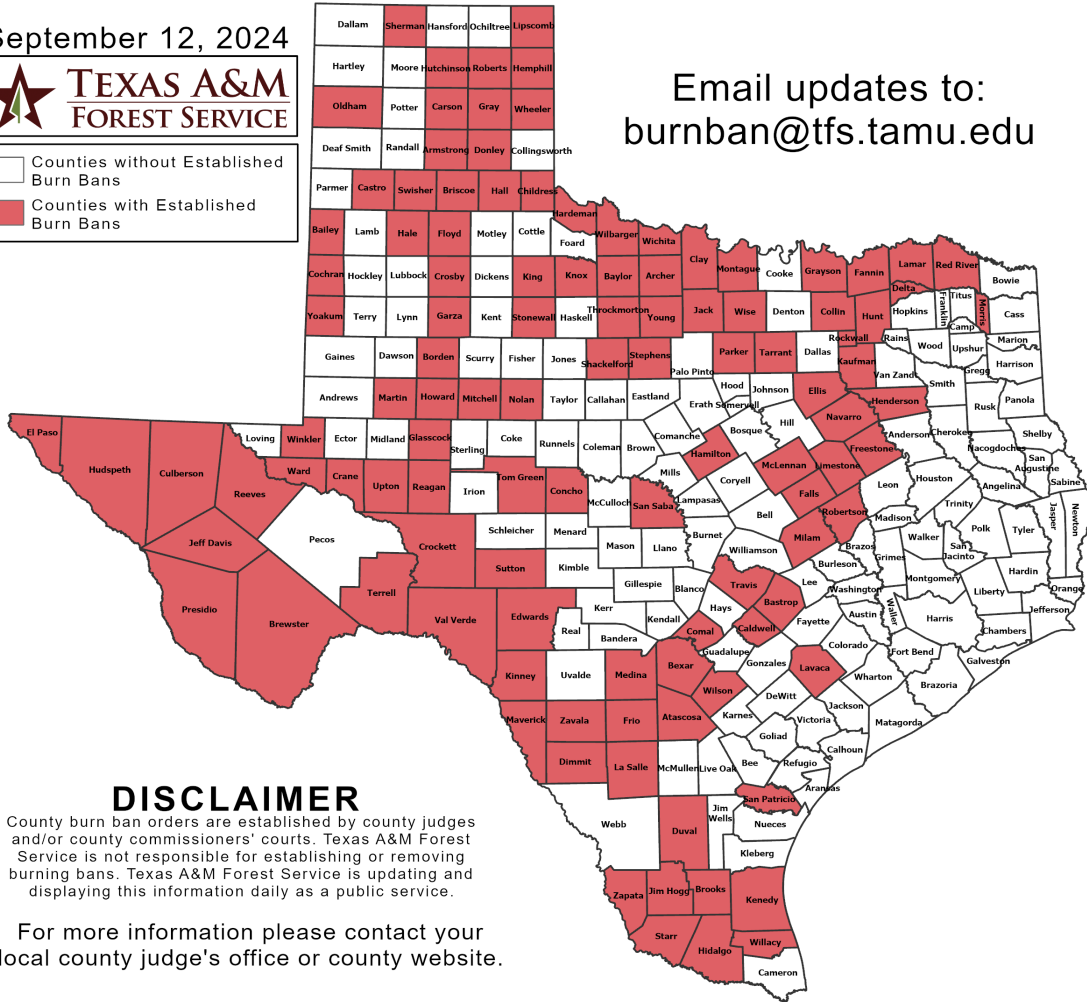 September 12, 2024
TEXAS A&M
FOREST SERVICE
Counties without Established
Burn Bans
Counties with Established
Burn Bans
Email updates to:
burnban@tfs.tamu.edu
Dallam Sherman Hansford Ochiltree Lipscomb
Hartley Moore Hutchinson Roberts Hemphill
Oldham Potter Carson Gray Wheeler
Deaf Smith Randall Armstrong Donley Collingsworth
Parmer Castro Swisher Briscoe Hall Childress
Hardeman
Bailey Lamb Hale Floyd Motley Cottle Foard Wilbarger Wichita
Clay Montague Cooke Grayson Fannin Lamar Red River Bowie
Cochran Hockley Lubbock Crosby Dickens King Knox Baylor Archer
Delta Franklin Titus Morris Cass
Yoakum Terry Lynn Garza Kent Stonewall Haskell Throckmorton Young Jack Wise Denton Collin Hunt Hopkins Camp
Rockwall Rains Wood Upshur Marion
Gaines Dawson Borden Scurry Fisher Jones Shackelford Stephens Palo Pinto Parker Tarrant Dallas Kaufman Van Zandt Gregg Harrison
Andrews Martin Howard Mitchell Nolan Taylor Callahan Eastland Erath Hood Somervell Johnson Ellis Henderson Smith Rusk Panola
El Paso Hudspeth Culberson Reeves Loving Winkler Ector Midland Glasscock Sterling Coke Runnels Coleman Brown Comanche Bosque Hill Navarro Anderson Cherokee Nacogdoches Shelby
Ward Crane Upton Reagan Irion Tom Green Concho McCulloch San Saba Mills Hamilton Coryell McLennan Limestone Freestone Leon Houston Angelina San Augustine Sabine
Jeff Davis Pecos Crockett Schleicher Menard Mason Llano Lampasas Burnet Bell Falls Robertson Madison Trinity Polk Tyler Jasper Newton
Presidio Brewster Terrell Val Verde Sutton Kimble Gillespie Blanco Williamson Milam Brazos Grimes Walker San Jacinto Hardin
Travis Lee Burleson Washington Montgomery Liberty Orange
Edwards Real Kerr Kendall Bandera Hays Bastrop Caldwell Fayette Austin Waller Harris Chambers Jefferson
Comal Guadalupe Gonzales Colorado Fort Bend Galveston
Kinney Uvalde Medina Bexar Wilson Lavaca Wharton Brazoria
Maverick Zavala Frio Atascosa Karnes DeWitt Victoria Jackson Matagorda
Dimmit La Salle McMullen Live Oak Bee Goliad Refugio Calhoun
Aransas San Patricio
Webb Duval Jim Wells Nueces
Kleberg
Zapata Jim Hogg Brooks Kenedy
Starr Hidalgo Willacy
Cameron
DISCLAIMER
County burn ban orders are established by county judges
and/or county commissioners' courts. Texas A&M Forest
Service is not responsible for establishing or removing
burning bans. Texas A&M Forest Service is updating and
displaying this information daily as a public service.
For more information please contact your
local county judge's office or county website.